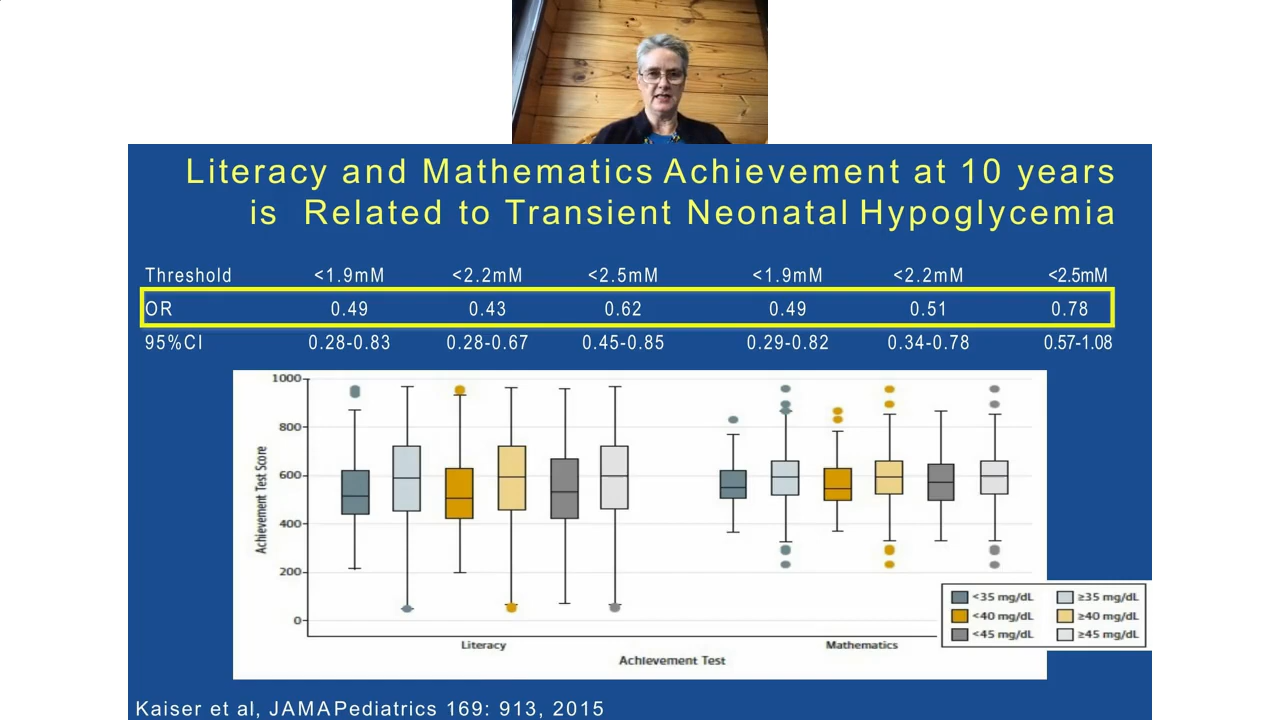 Literacy and Mathematics Achievement at 10 years
is Related to Transient Neonatal Hypoglycemia
Threshold <1.9mM <2.2mM <2.5mM <1.9mM <2.2mM <2.5mM
OR 0.49 0.43 0.62 0.49 0.51 0.78
95%CI 0.28-0.83 0.28-0.67 0.45-0.85 0.29-0.82 0.34-0.78 0.57-1.08
1000
800
600
400
200
0
Achievement Test Score
Literacy Mathematics
Achievement Test
<35 mg/dL ≥35 mg/dL
<40 mg/dL ≥40 mg/dL
<45 mg/dL ≥45 mg/dL
Kaiser et al, JAMAPediatrics 169: 913, 2015